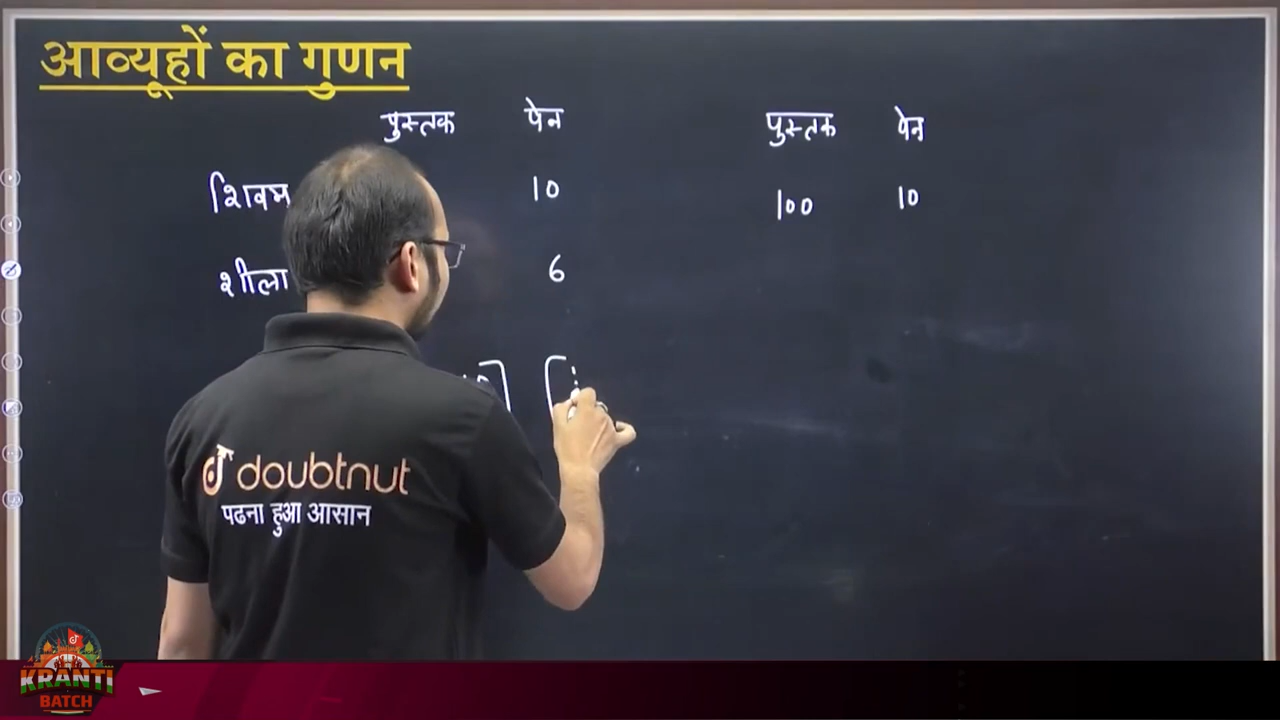 आव्यूहों का गुणन
पुस्तक पेन पुस्तक पेन
शिवम 10 100 10
शीला 6
doubtnut
पढना हुआ आसान
KRANTI
BATCH